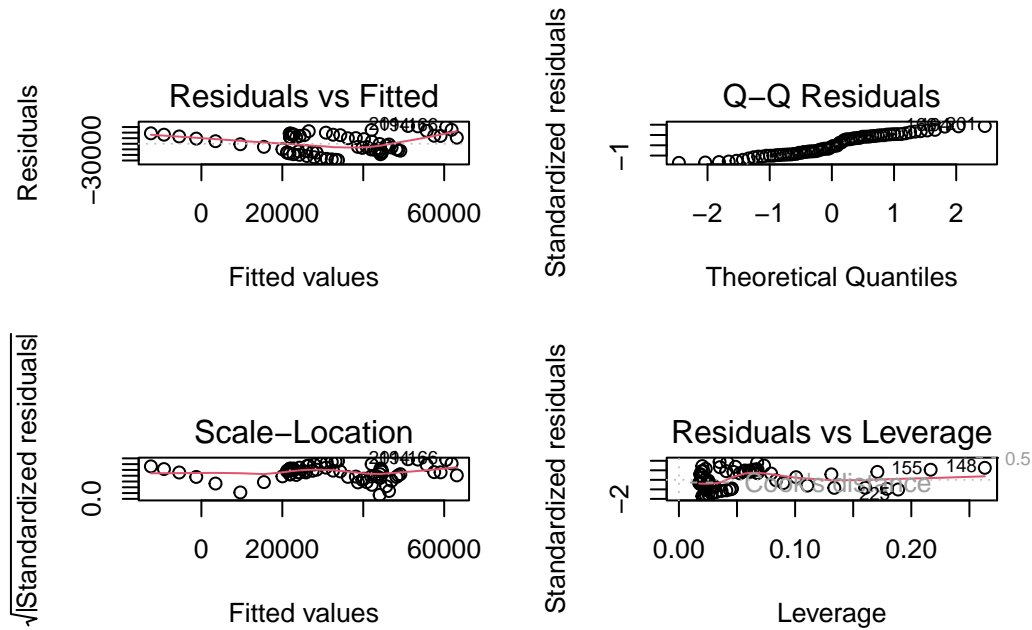 Residuals vs Fitted
Residuals
−30000
0 20000 60000
Fitted values
Q−Q Residuals
Standardized residuals
−1
−2 −1 0 1 2
Theoretical Quantiles
Scale−Location
√|Standardized residuals|
0.0
0 20000 60000
Fitted values
Residuals vs Leverage
Standardized residuals
−2
0.5
155 148
Cook's distance
225
0.00 0.10 0.20
Leverage